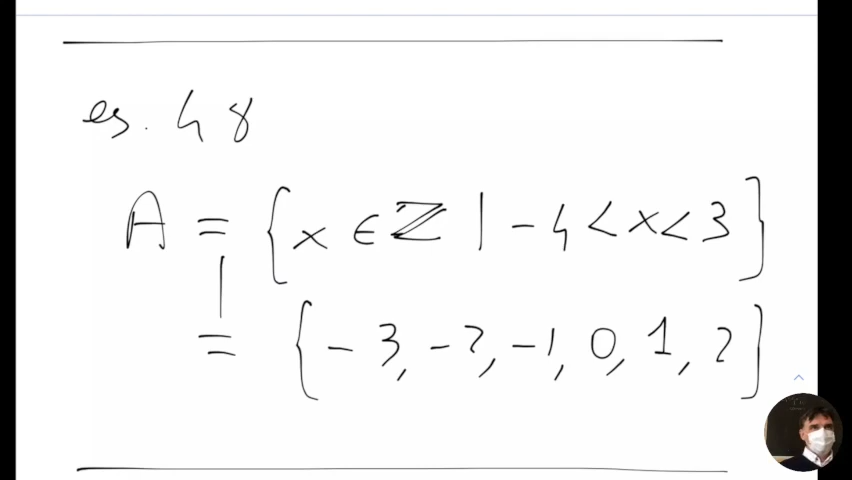 es. 48
A = {x ∈ ℤ | -4 < x < 3}
= {-3, -2, -1, 0, 1, 2}